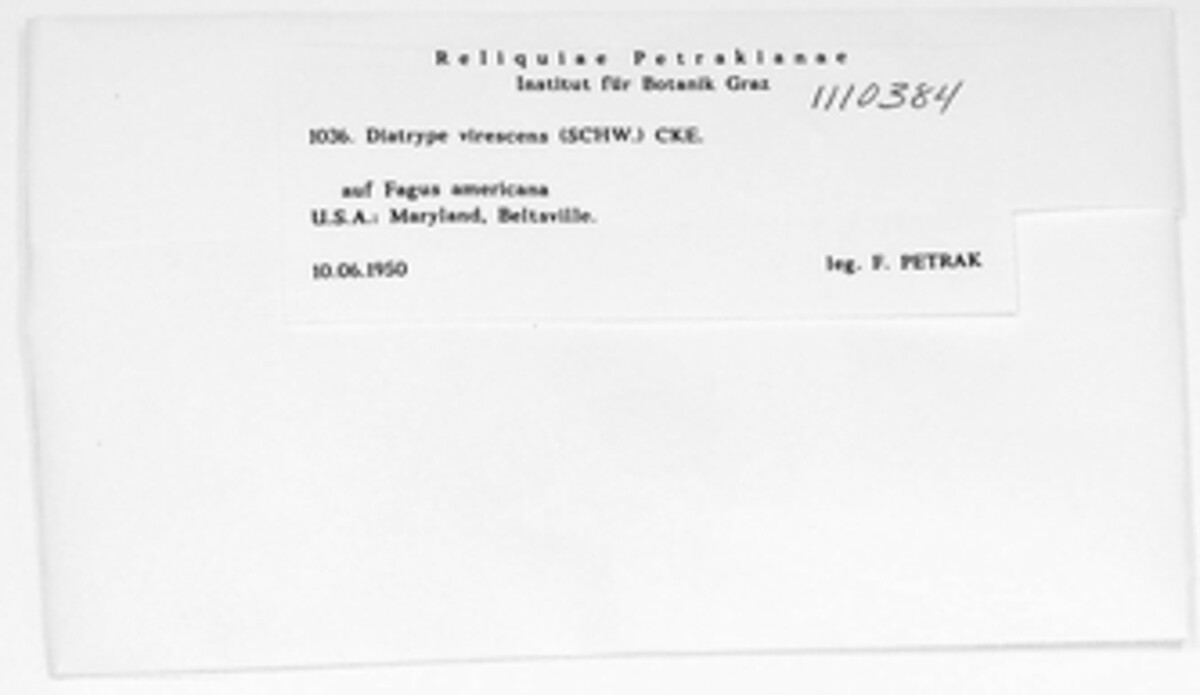 Reliquiae Petrakianae
Institut für Botanik Graz
1110384
1036. Diatrype virescens (SCHW.) CKE.
auf Fagus americana
U.S.A.: Maryland, Beltsville.
10.06.1950
leg. F. PETRAK